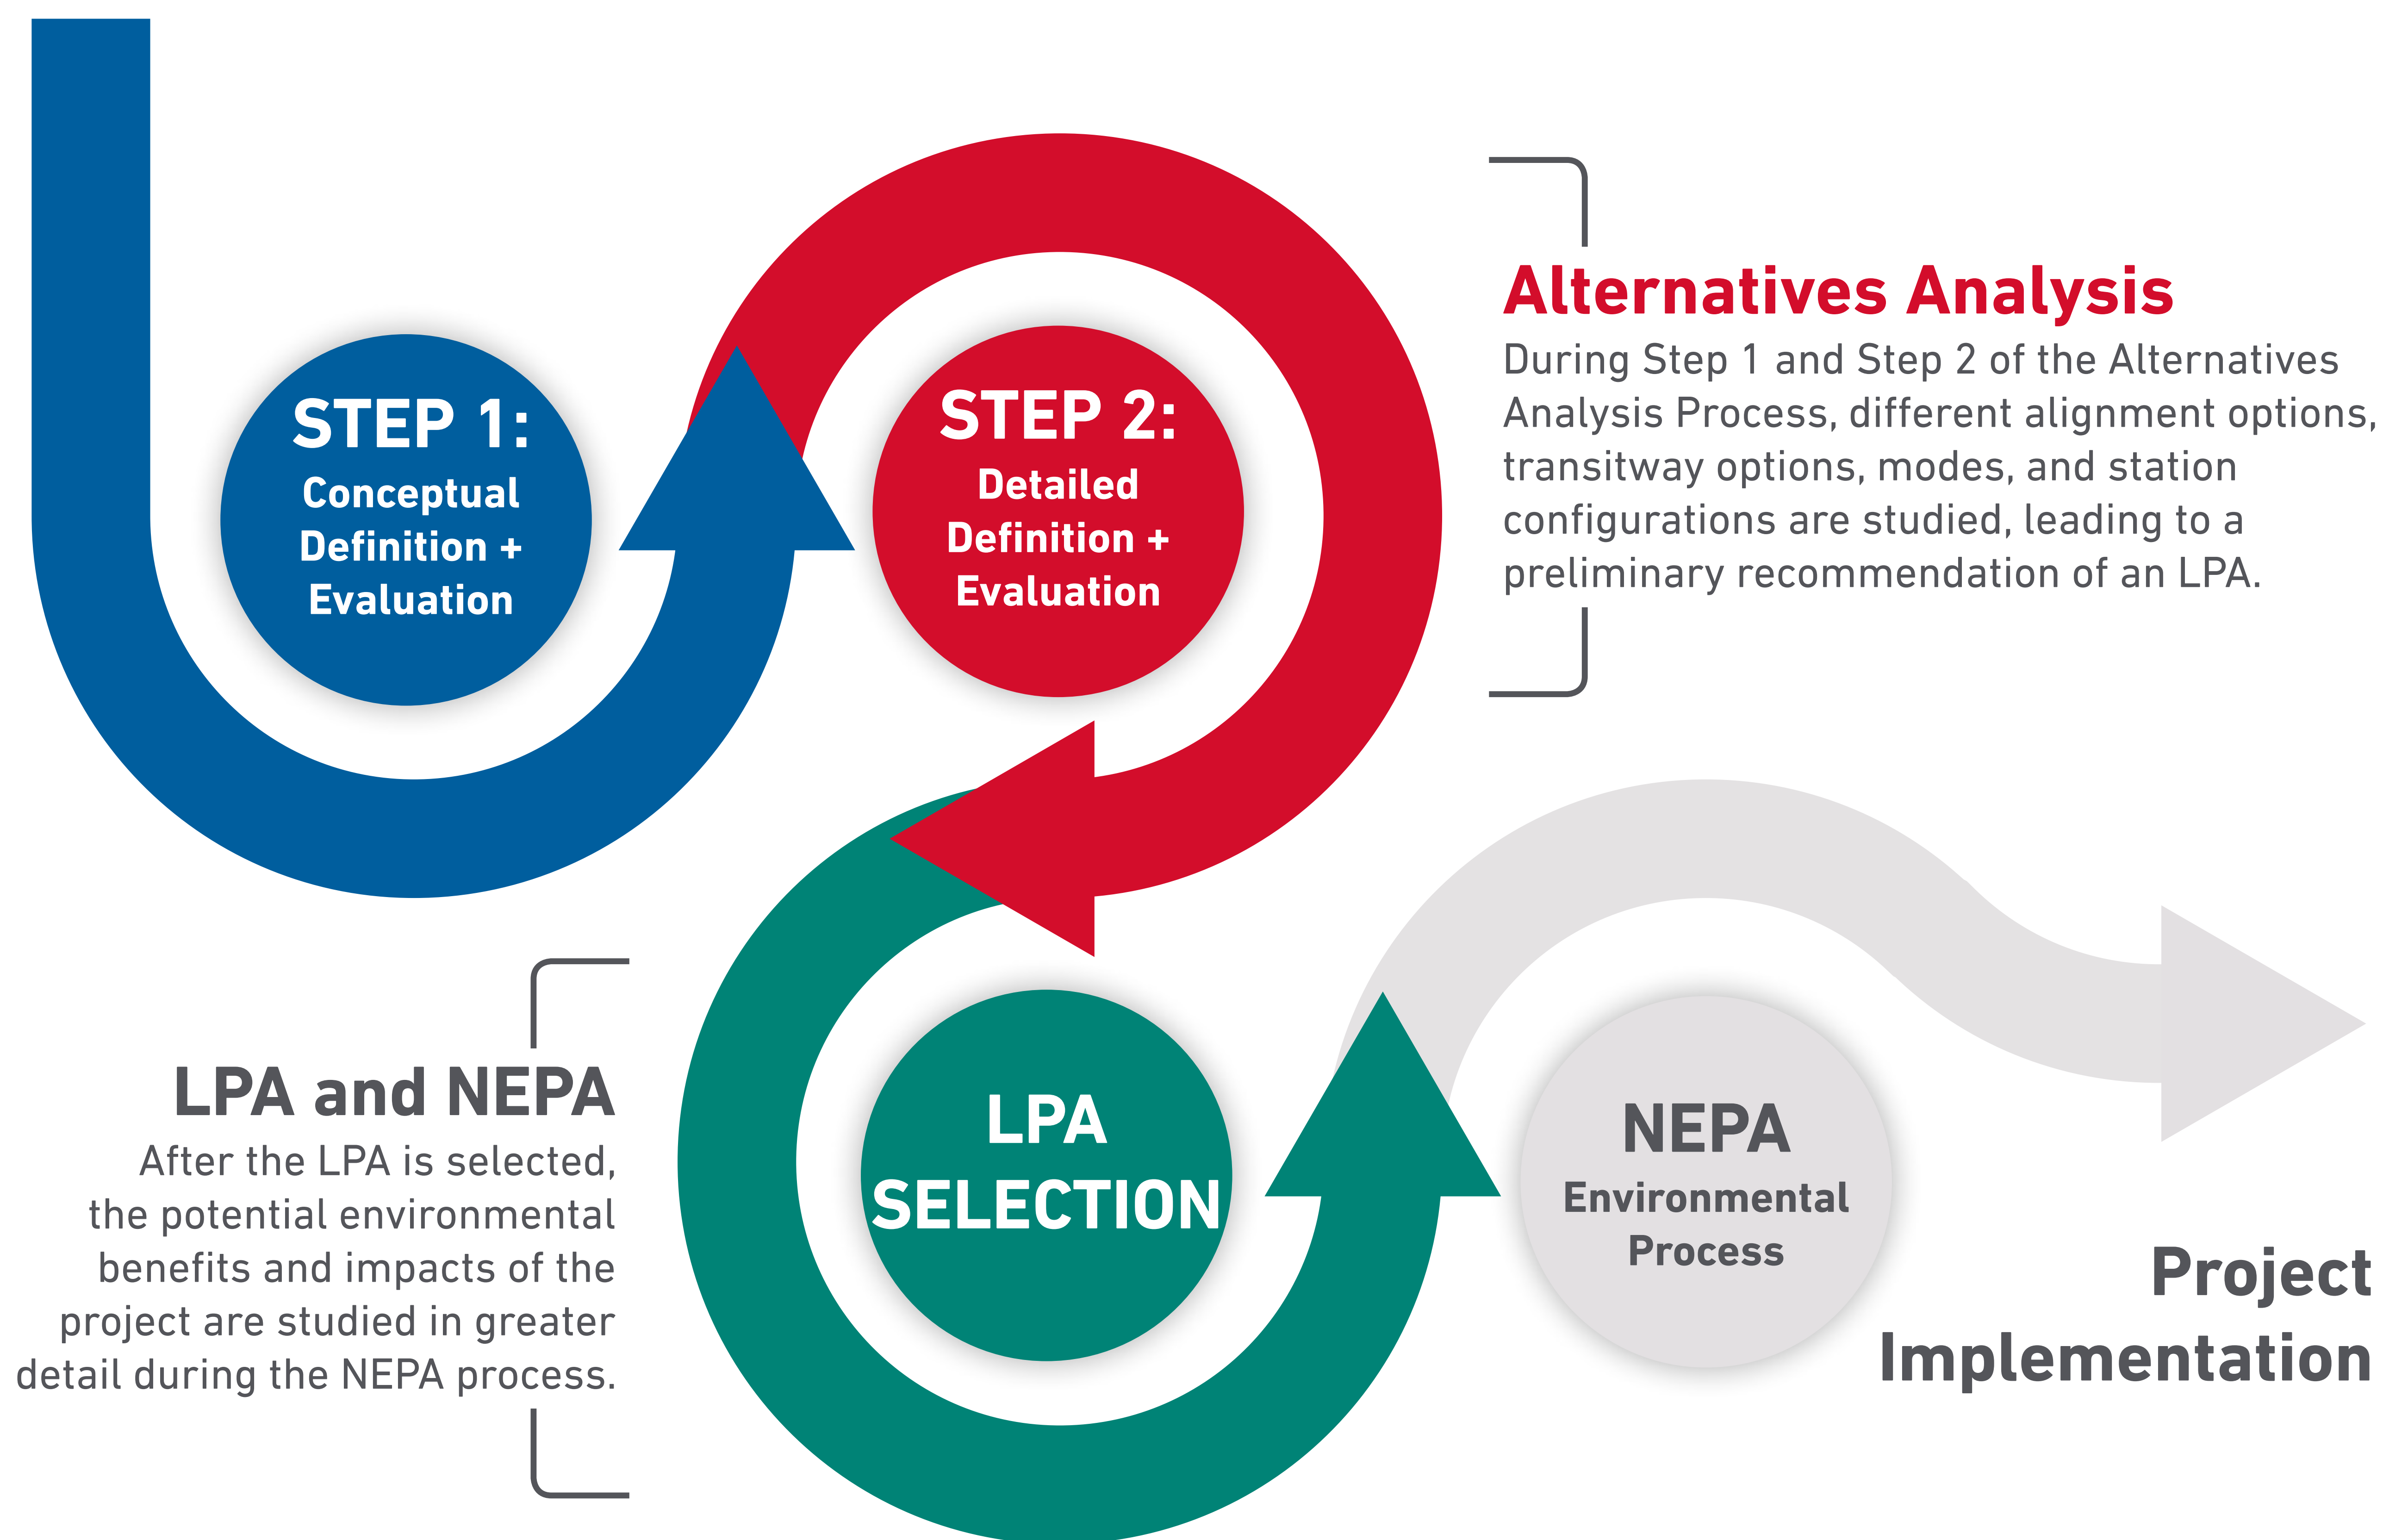 STEP 1:
Conceptual
Definition +
Evaluation
STEP 2:
Detailed
Definition +
Evaluation
Alternatives Analysis
During Step 1 and Step 2 of the Alternatives
Analysis Process, different alignment options,
transitway options, modes, and station
configurations are studied, leading to a
preliminary recommendation of an LPA.
LPA and NEPA
After the LPA is selected,
the potential environmental
benefits and impacts of the
project are studied in greater
detail during the NEPA process.
LPA
SELECTION
NEPA
Environmental
Process
Project
Implementation